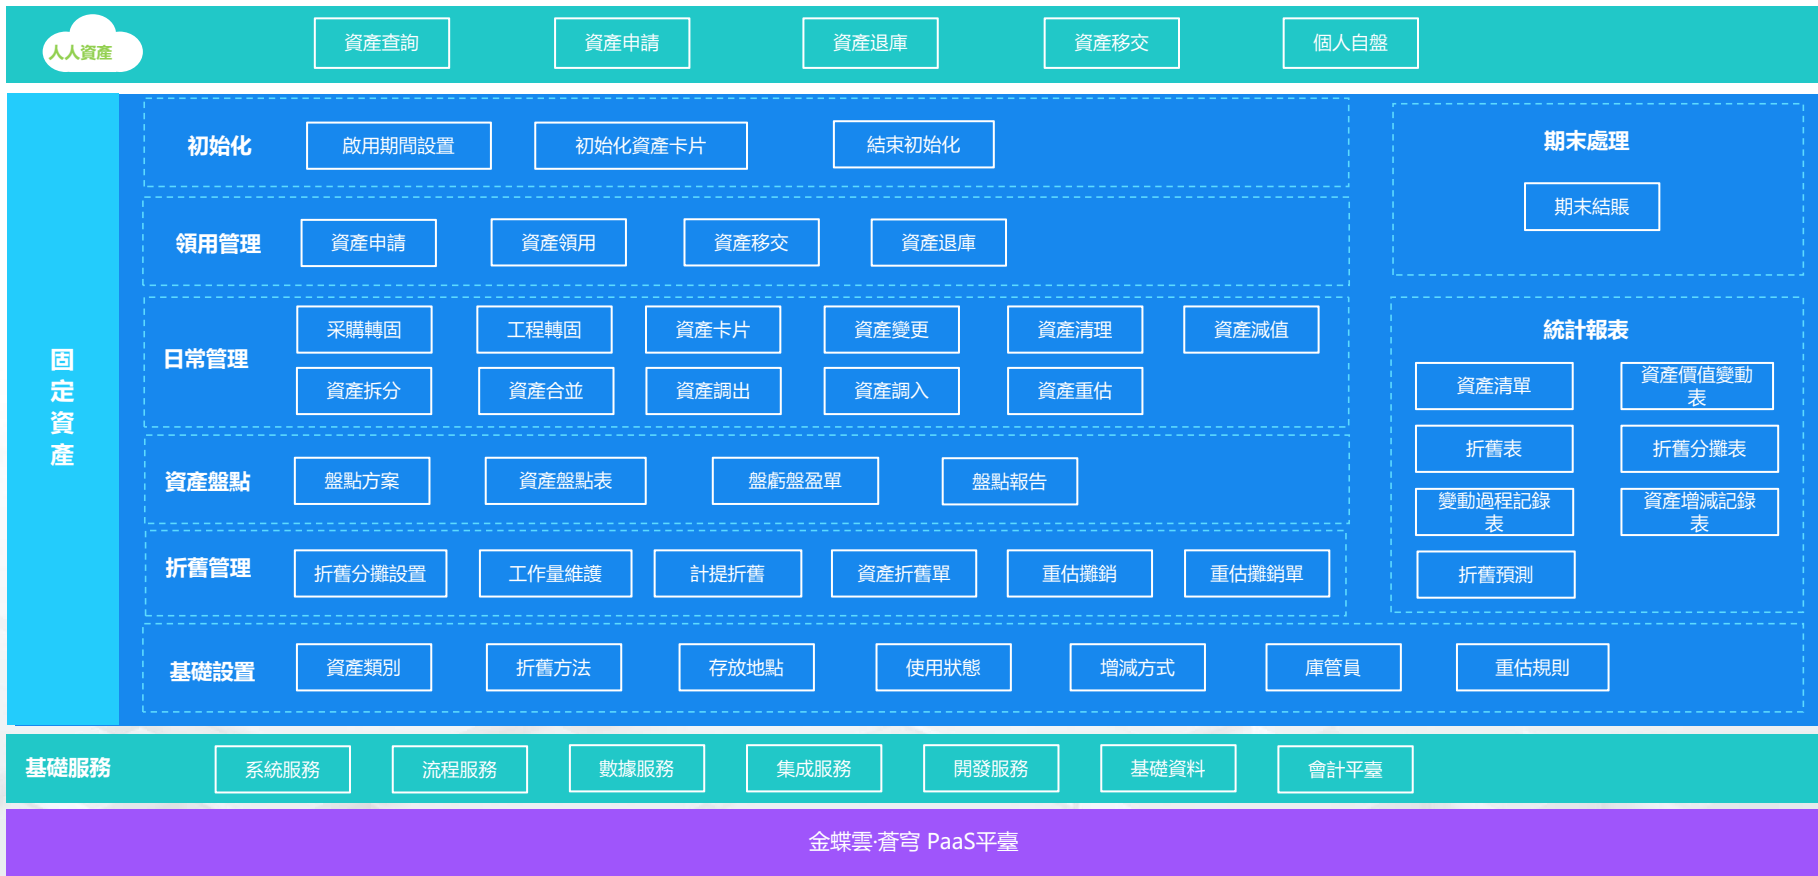 人人資產
資產查詢
資產申請
資產退庫
資產移交
個人自盤
固
定
資
產
初始化
啟用期間設置
初始化資產卡片
結束初始化
領用管理
資產申請
資產領用
資產移交
資產退庫
日常管理
采購轉固
工程轉固
資產卡片
資產變更
資產清理
資產減值
資產拆分
資產合並
資產調出
資產調入
資產重估
資產盤點
盤點方案
資產盤點表
盤虧盤盈單
盤點報告
折舊管理
折舊分攤設置
工作量維護
計提折舊
資產折舊單
重估攤銷
重估攤銷單
期末處理
期末結賬
統計報表
資產清單
資產價值變動
表
折舊表
折舊分攤表
變動過程記錄
表
資產增減記錄
表
折舊預測
基礎設置
資產類別
折舊方法
存放地點
使用狀態
增減方式
庫管員
重估規則
基礎服務
系統服務
流程服務
數據服務
集成服務
開發服務
基礎資料
會計平臺
金蝶雲·蒼穹 PaaS平臺